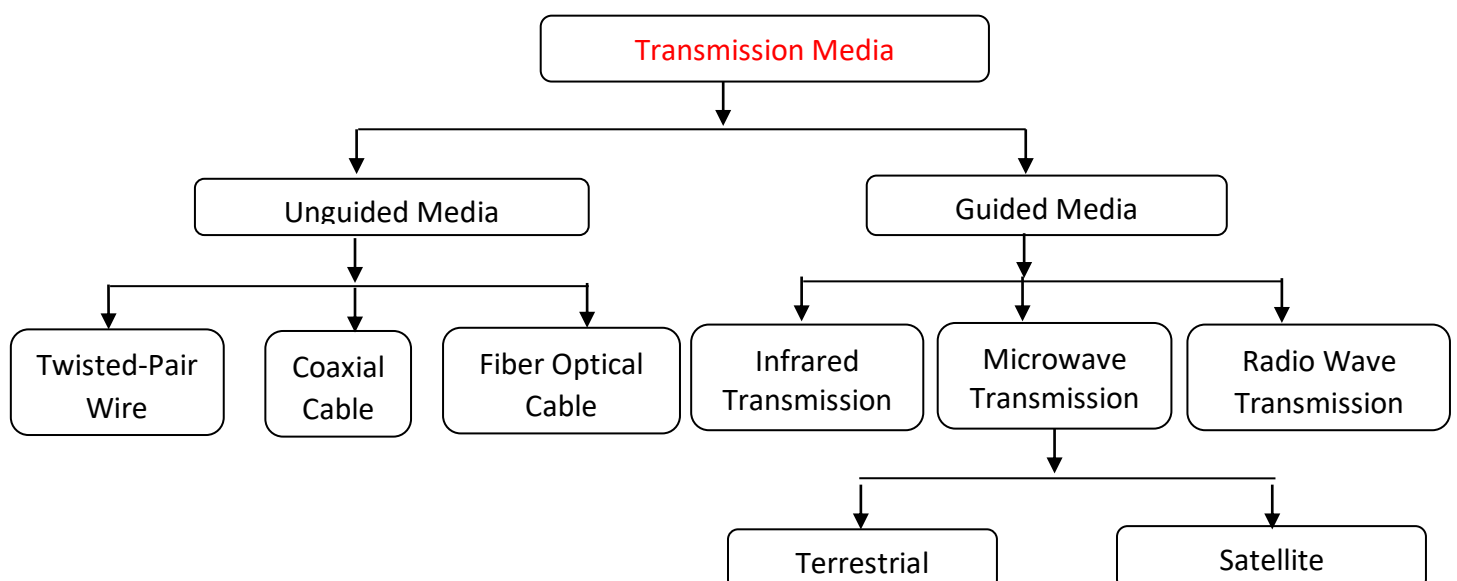 Transmission Media
Unguided Media
Guided Media
Twisted-Pair
Wire
Coaxial
Cable
Fiber Optical
Cable
Infrared
Transmission
Microwave
Transmission
Radio Wave
Transmission
Terrestrial
Satellite